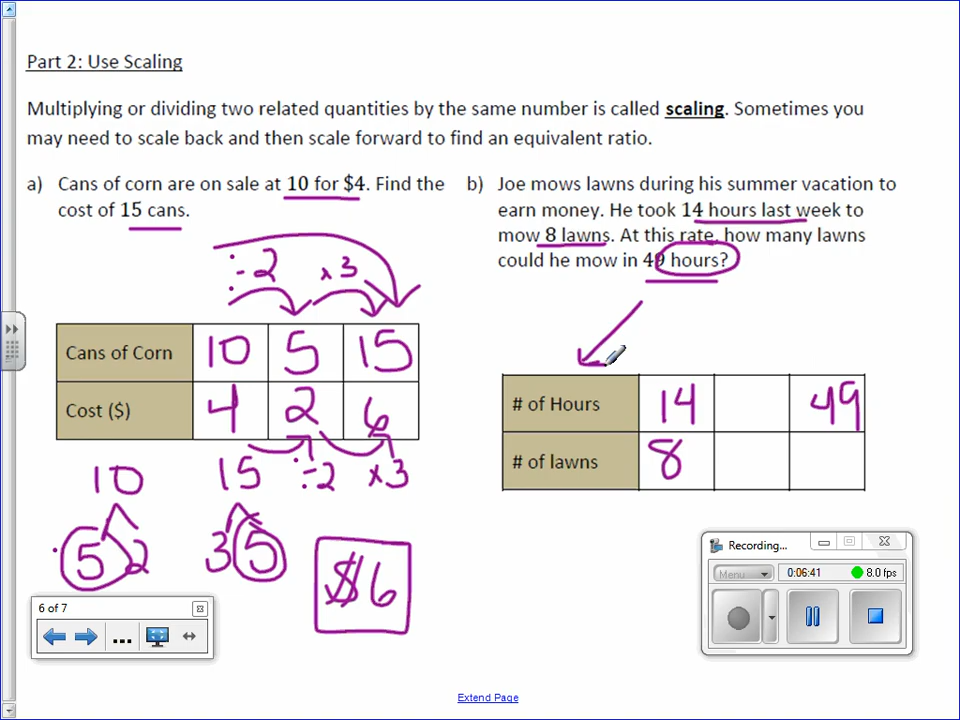 Part 2: Use Scaling
Multiplying or dividing two related quantities by the same number is called scaling. Sometimes you
may need to scale back and then scale forward to find an equivalent ratio.
a) Cans of corn are on sale at 10 for $4. Find the
cost of 15 cans.
b) Joe mows lawns during his summer vacation to
earn money. He took 14 hours last week to
mow 8 lawns. At this rate, how many lawns
could he mow in 49 hours?
÷2 ×3
Cans of Corn 10 5 15
Cost ($) 4 2 6
÷2 ×3
10 15
5 2 3 5
$6
# of Hours 14 49
# of lawns 8
Recording...
Menu 0:06:41 8.0 fps
6 of 7
...
Extend Page